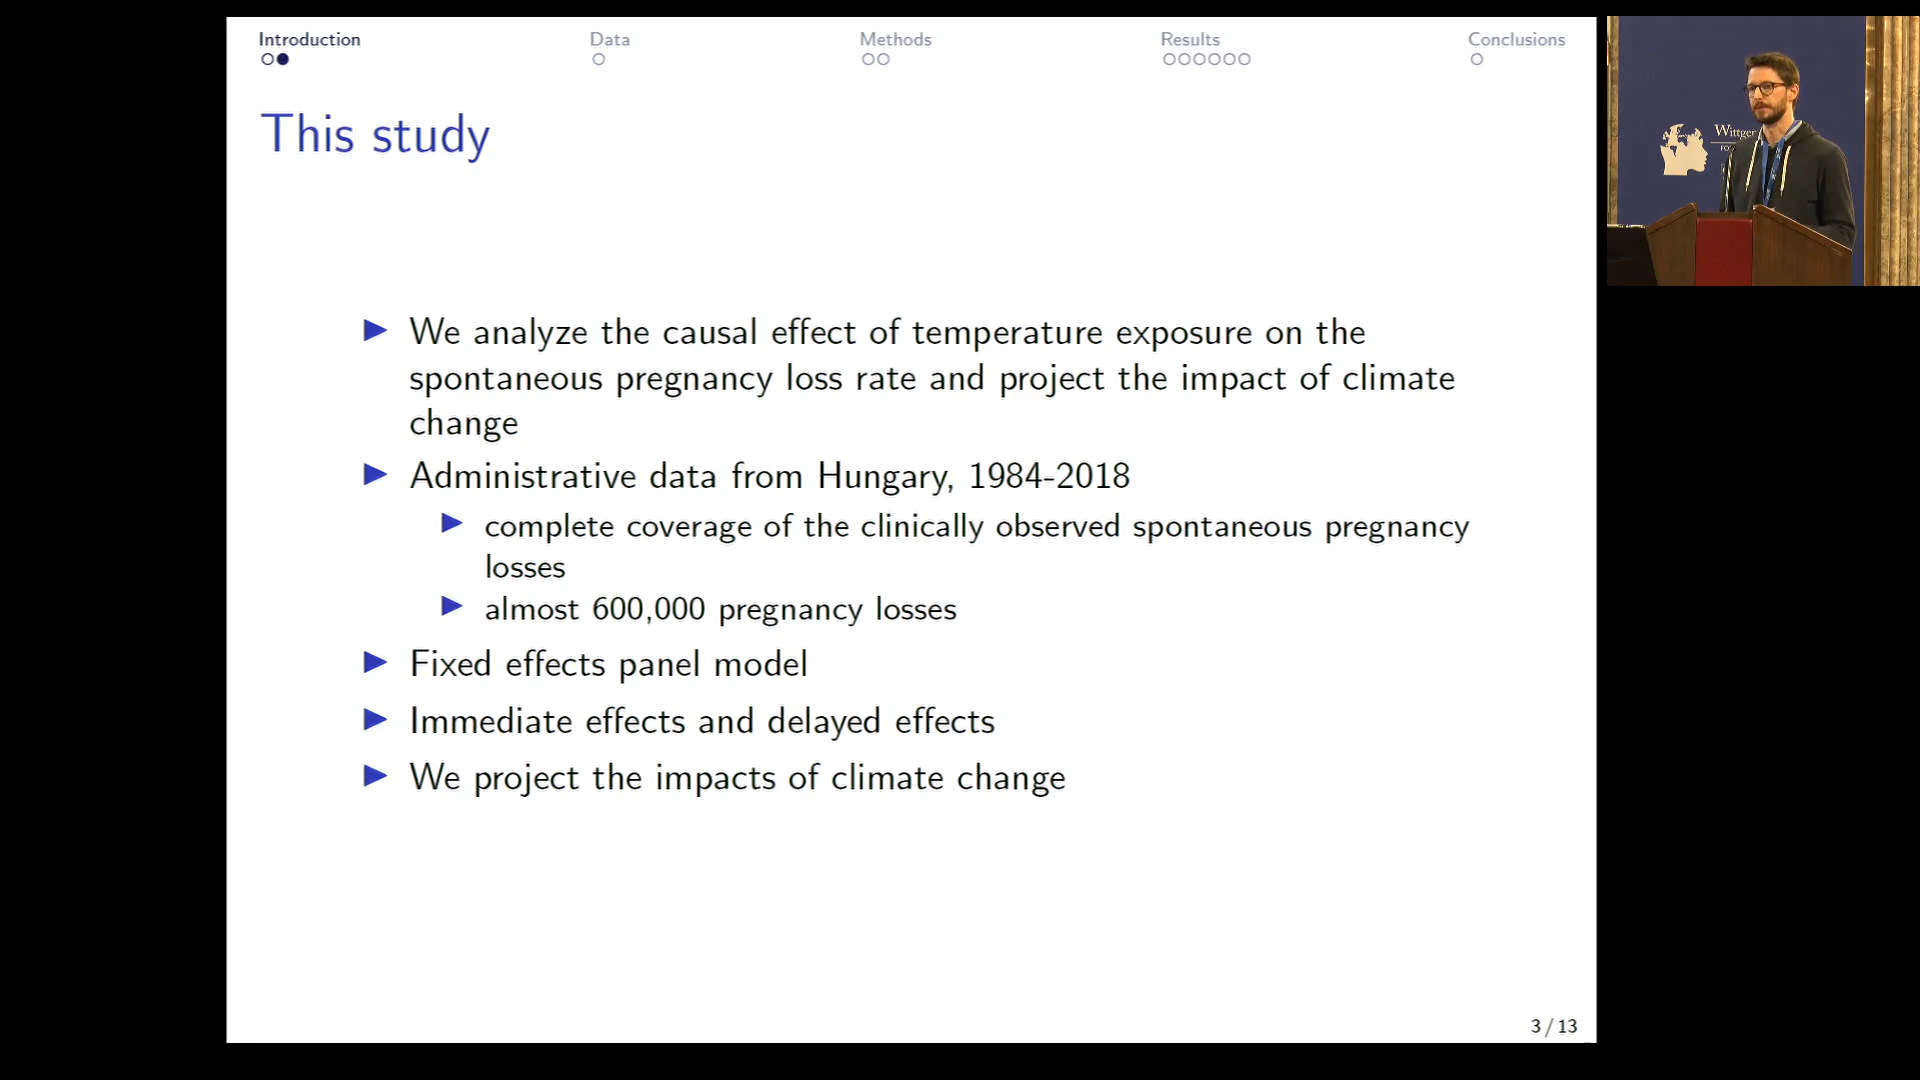 Introduction
Data
Methods
Results
Conclusions
This study
We analyze the causal effect of temperature exposure on the
spontaneous pregnancy loss rate and project the impact of climate
change
Administrative data from Hungary, 1984-2018
complete coverage of the clinically observed spontaneous pregnancy
losses
almost 600,000 pregnancy losses
Fixed effects panel model
Immediate effects and delayed effects
We project the impacts of climate change
3 / 13